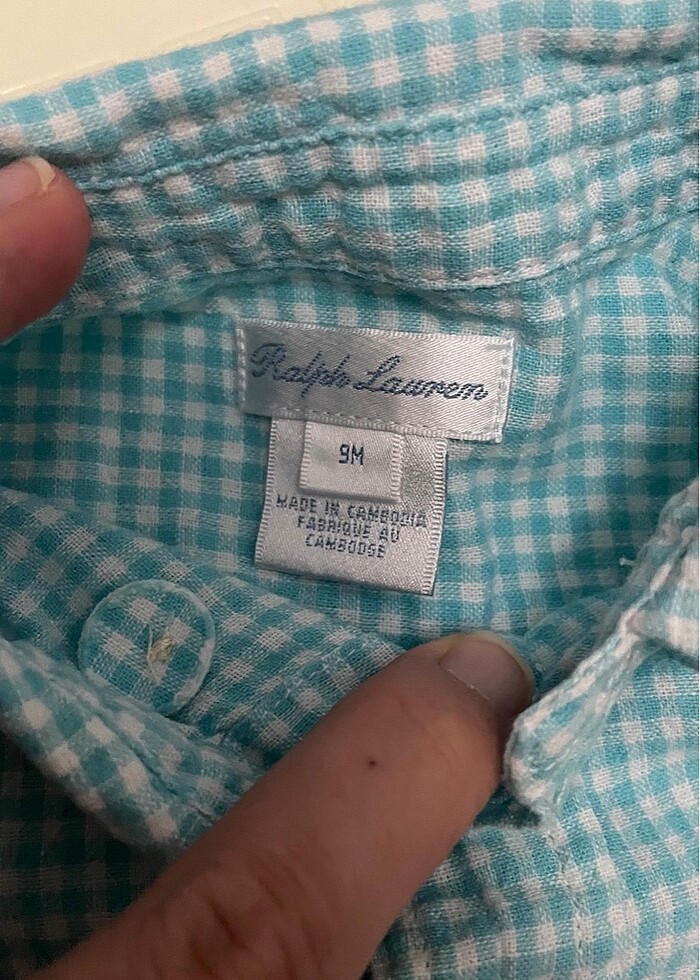 Ralph Lauren
9M
MADE IN CAMBODIA
FABRIQUE AU
CAMBODGE